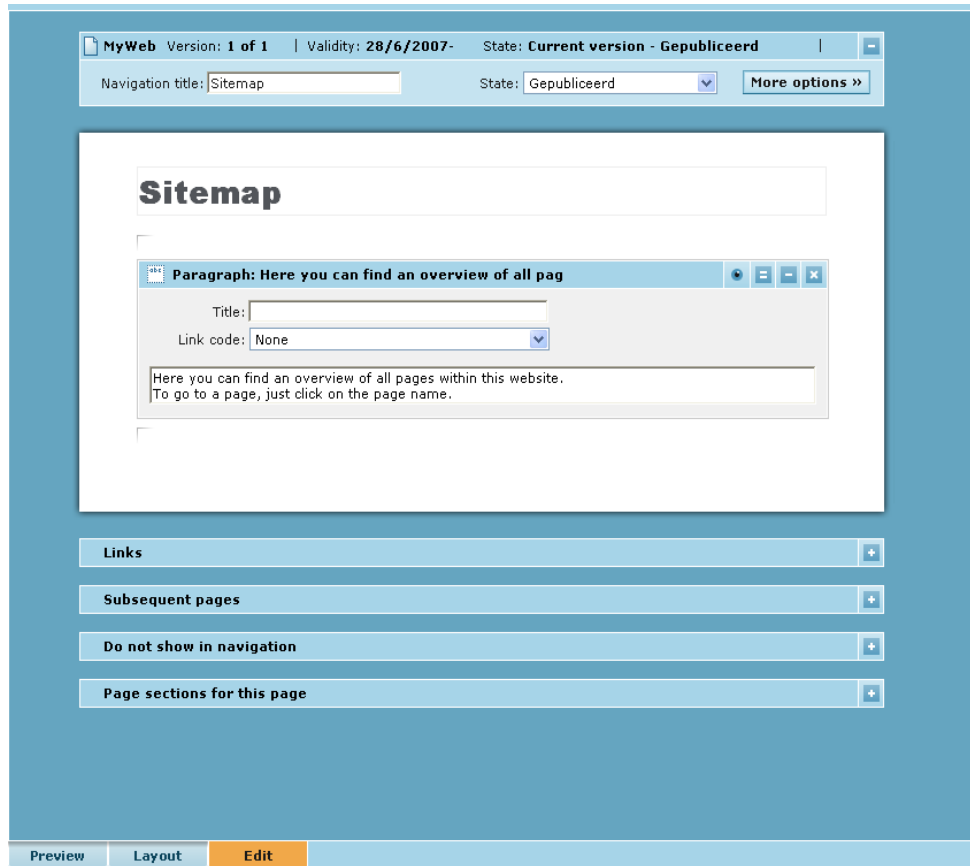 MyWeb Version: 1 of 1 | Validity: 28/6/2007- State: Current version - Gepubliceerd |
Navigation title: Sitemap State: Gepubliceerd More options »
Sitemap
abc Paragraph: Here you can find an overview of all pag
Title:
Link code: None
Here you can find an overview of all pages within this website.
To go to a page, just click on the page name.
Links
Subsequent pages
Do not show in navigation
Page sections for this page
Preview Layout Edit